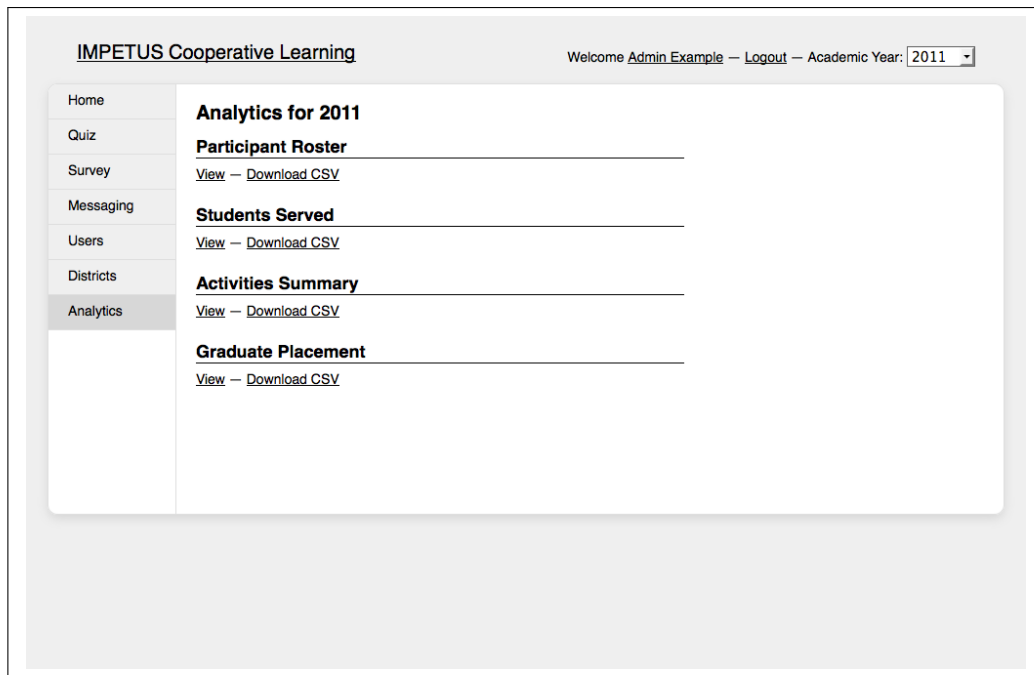 IMPETUS Cooperative Learning
Welcome Admin Example — Logout — Academic Year: 2011
Home
Quiz
Survey
Messaging
Users
Districts
Analytics
Analytics for 2011
Participant Roster
View — Download CSV
Students Served
View — Download CSV
Activities Summary
View — Download CSV
Graduate Placement
View — Download CSV